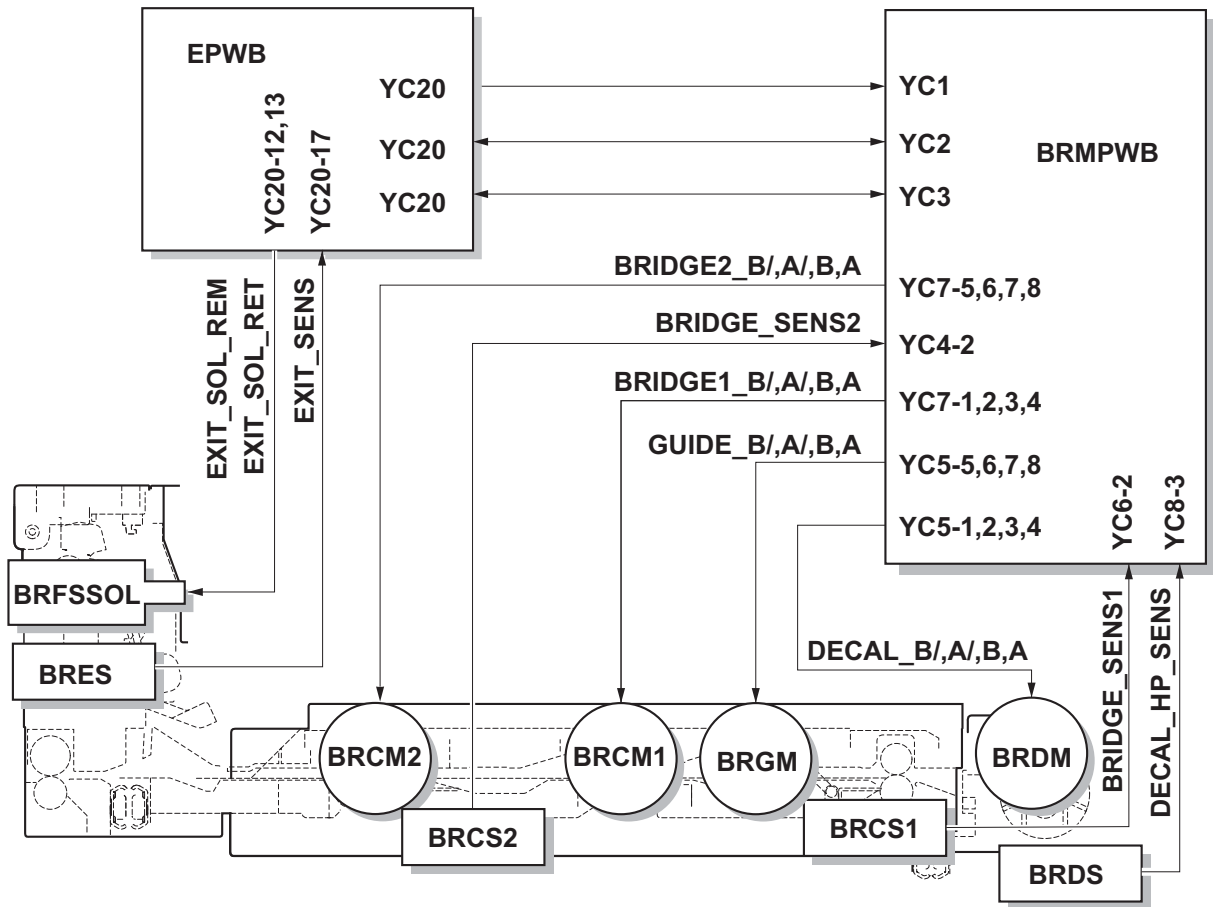 EPWB
YC20
YC20
YC20
YC20-12,13
YC20-17
YC1
YC2
YC3
BRMPWB
BRIDGE2_B/,A/,B,A
YC7-5,6,7,8
BRIDGE_SENS2
YC4-2
BRIDGE1_B/,A/,B,A
YC7-1,2,3,4
GUIDE_B/,A/,B,A
YC5-5,6,7,8
YC5-1,2,3,4
YC6-2
YC8-3
EXIT_SOL_REM
EXIT_SOL_RET
EXIT_SENS
BRFSSOL
BRES
DECAL_B/,A/,B,A
BRIDGE_SENS1
DECAL_HP_SENS
BRCM2
BRCM1
BRGM
BRDM
BRCS2
BRCS1
BRDS